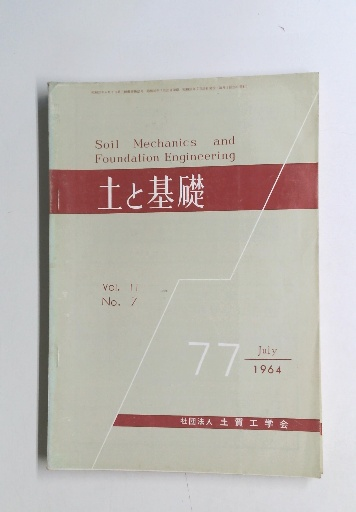 Soil Mechanics and
Foundation Engineering
土と基礎
Vol. 11
No. 7
77
July
1964
社団法人 土質工学会